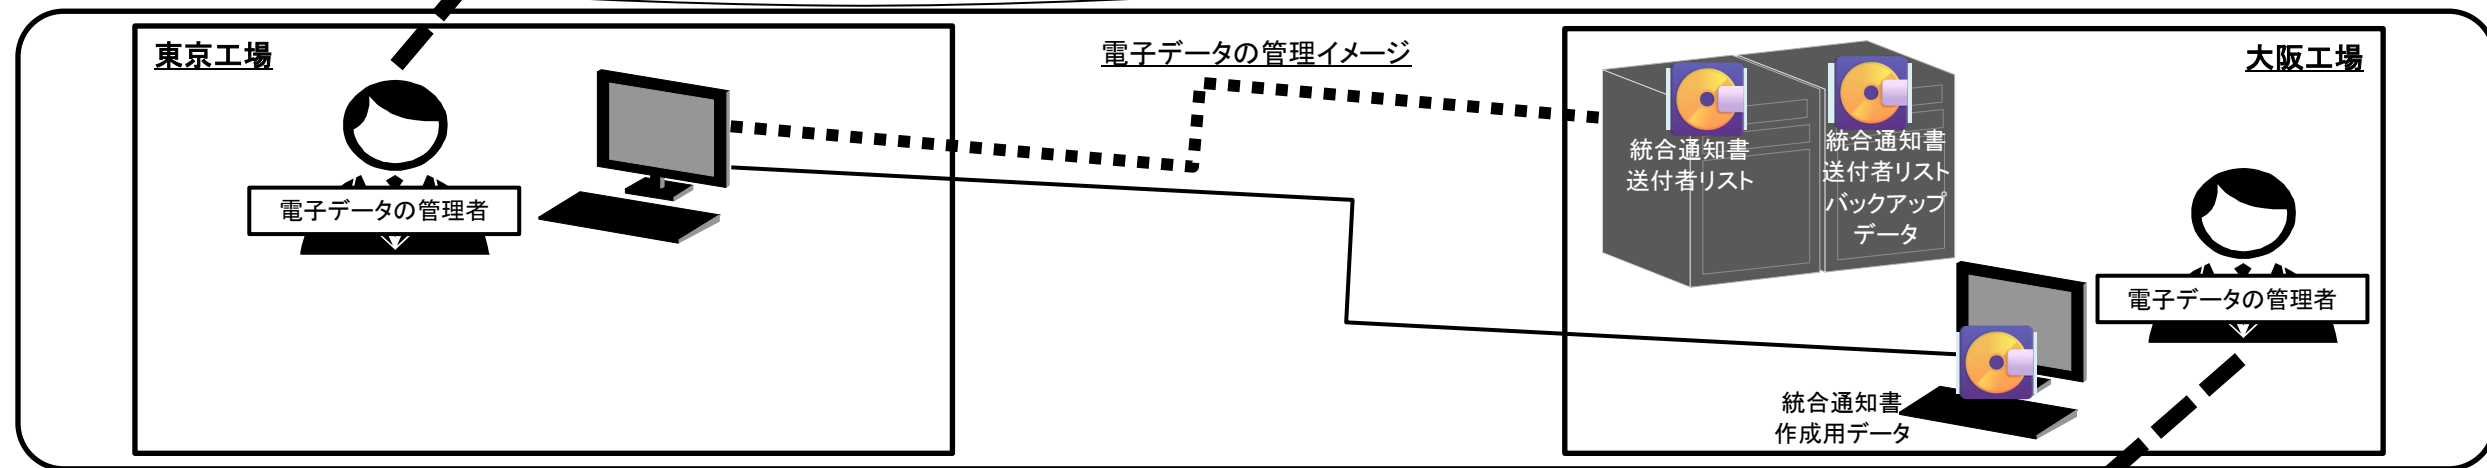 東京工場
電子データの管理イメージ
大阪工場
電子データの管理者
統合通知書
送付者リスト
統合通知書
送付者リスト
バックアップ
データ
電子データの管理者
統合通知書
作成用データ